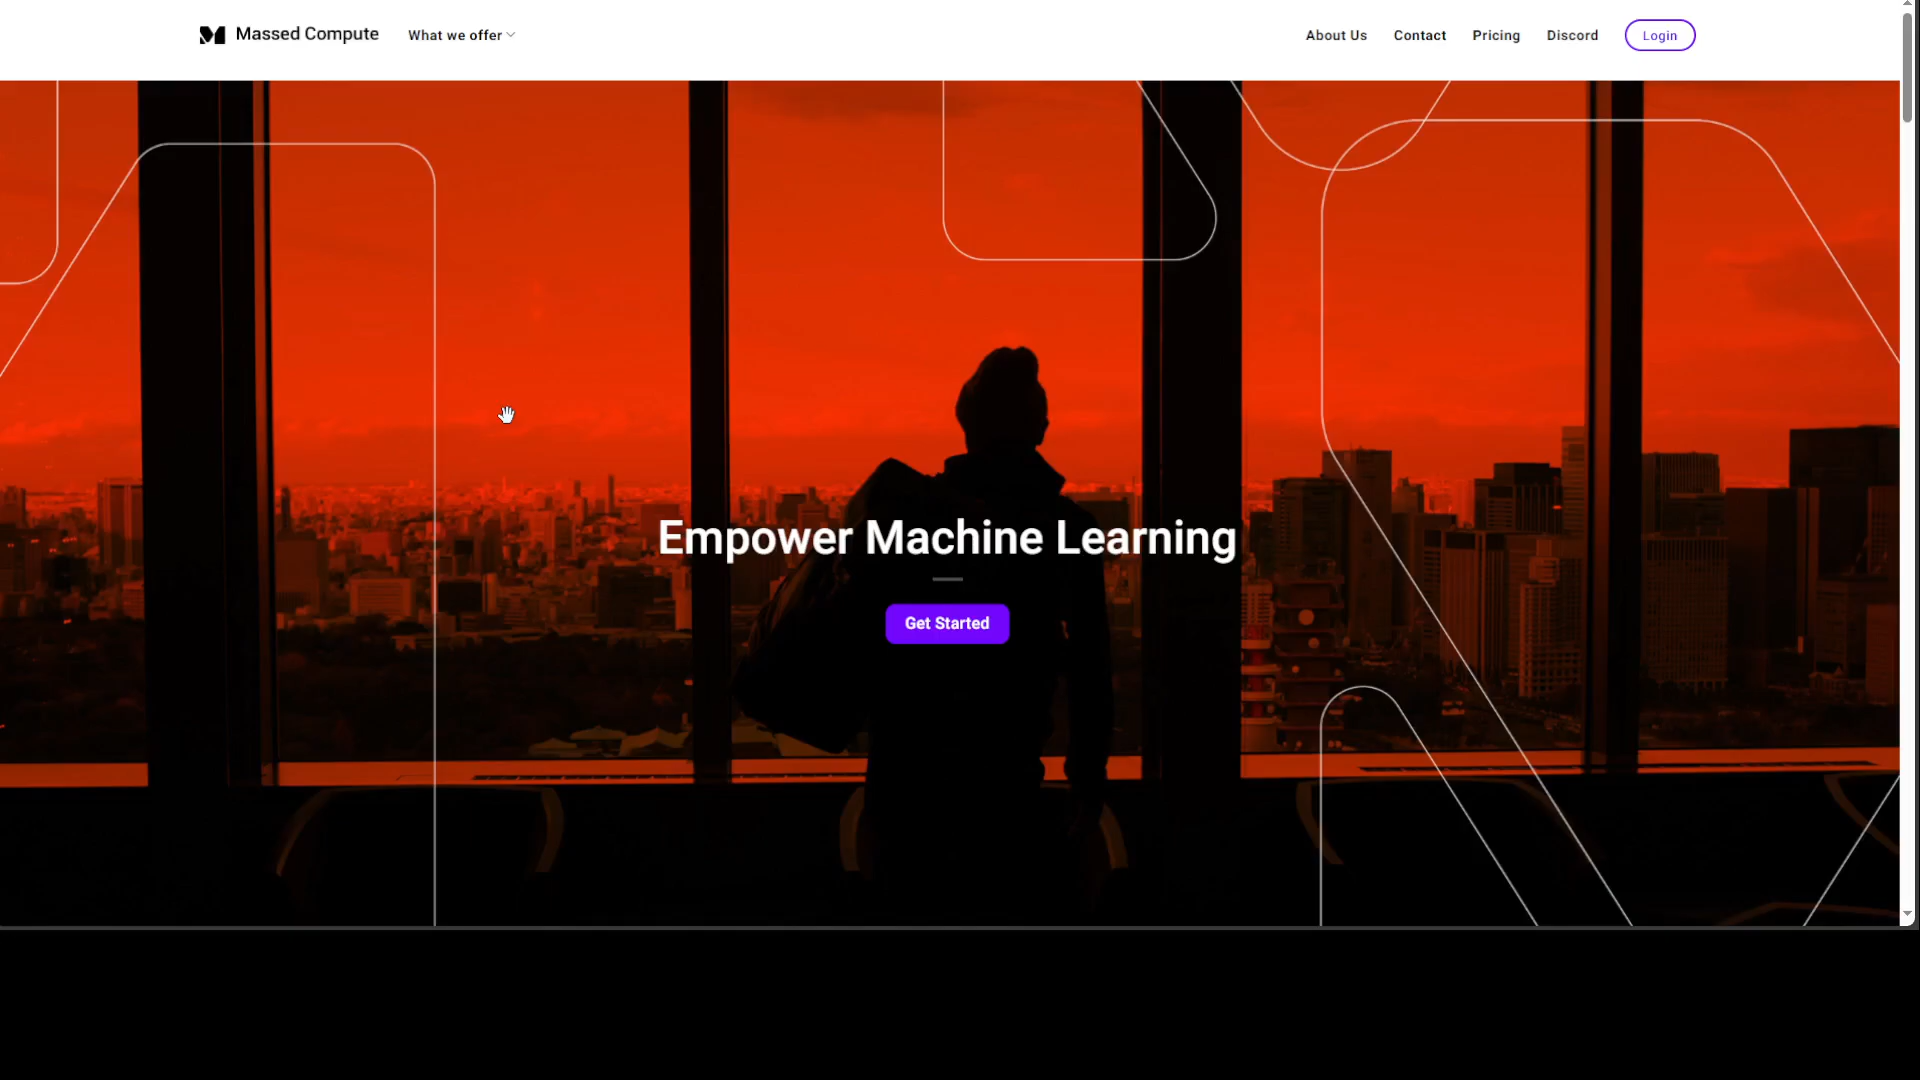 Massed Compute What we offer About Us Contact Pricing Discord Login
Empower Machine Learning
Get Started